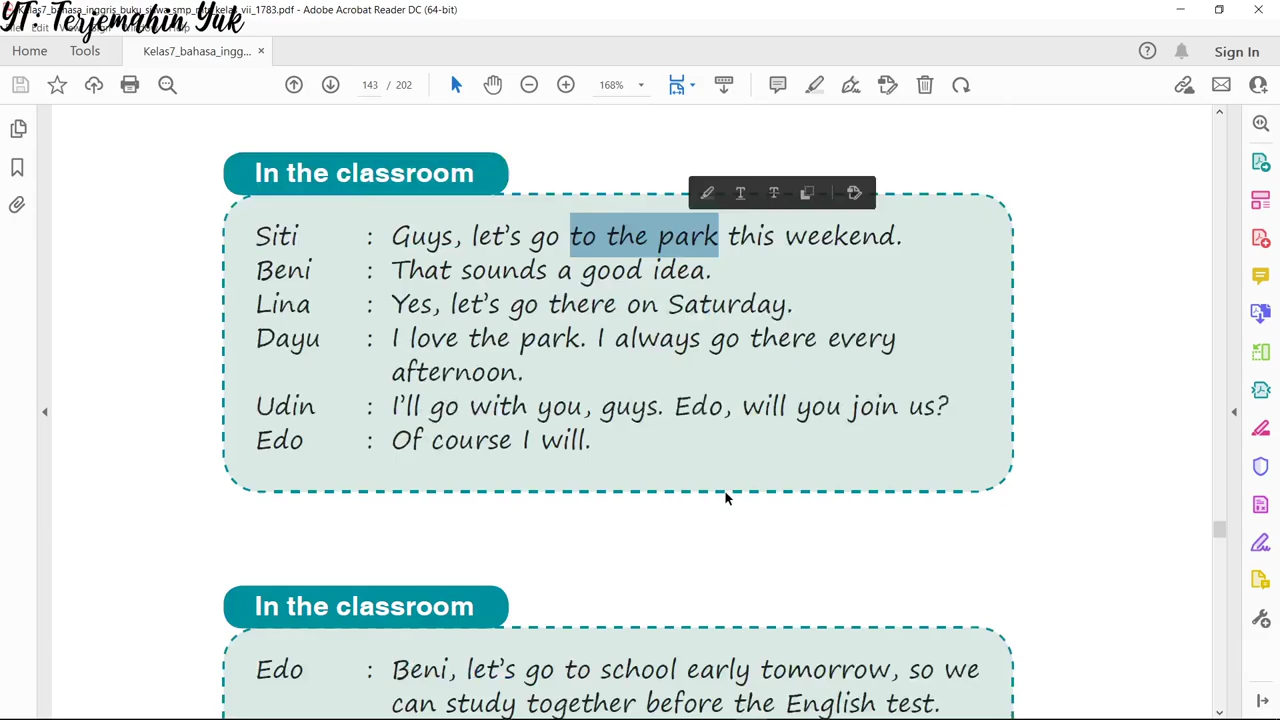 Kelas7_bahasa_inggris_buku_siswa_smp_mts_kelas_vii_1783.pdf - Adobe Acrobat Reader DC (64-bit)
YT: Terjemahin Yuk
Home Tools Kelas7_bahasa_ingg... × Sign In
143 / 202 168%
In the classroom
Siti : Guys, let's go to the park this weekend.
Beni : That sounds a good idea.
Lina : Yes, let's go there on Saturday.
Dayu : I love the park. I always go there every
afternoon.
Udin : I'll go with you, guys. Edo, will you join us?
Edo : Of course I will.
In the classroom
Edo : Beni, let's go to school early tomorrow, so we
can study together before the English test.